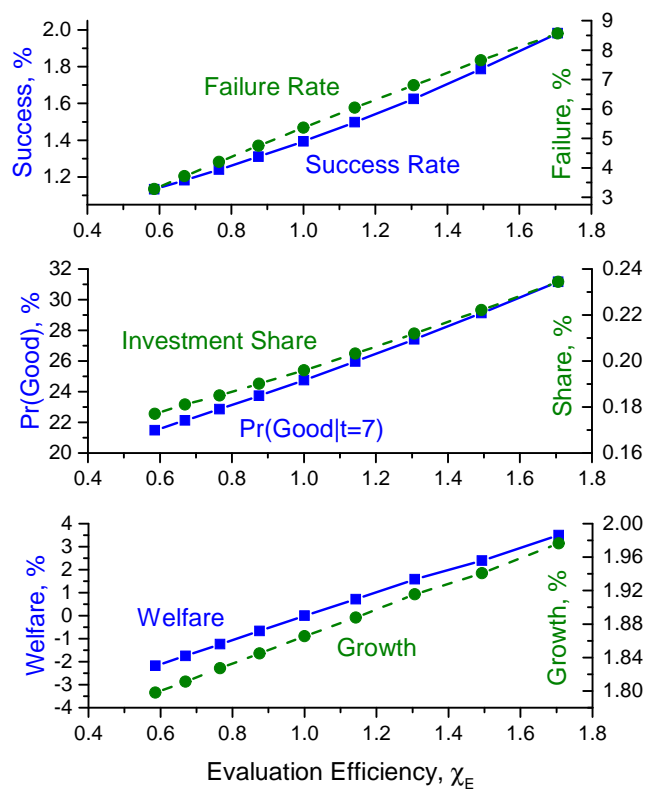 Success, %
2.0
1.8
1.6
1.4
1.2
Failure Rate
Success Rate
9
8
7
6
5
4
3
Failure, %
0.4 0.6 0.8 1.0 1.2 1.4 1.6 1.8
Pr(Good), %
32
30
28
26
24
22
20
Investment Share
Pr(Good|t=7)
0.24
0.20
0.18
0.16
Share, %
0.4 0.6 0.8 1.0 1.2 1.4 1.6 1.8
Welfare, %
4
3
2
1
0
-1
-2
-3
-4
Welfare
Growth
2.00
1.96
1.92
1.88
1.84
1.80
Growth, %
0.4 0.6 0.8 1.0 1.2 1.4 1.6 1.8
Evaluation Efficiency, χE